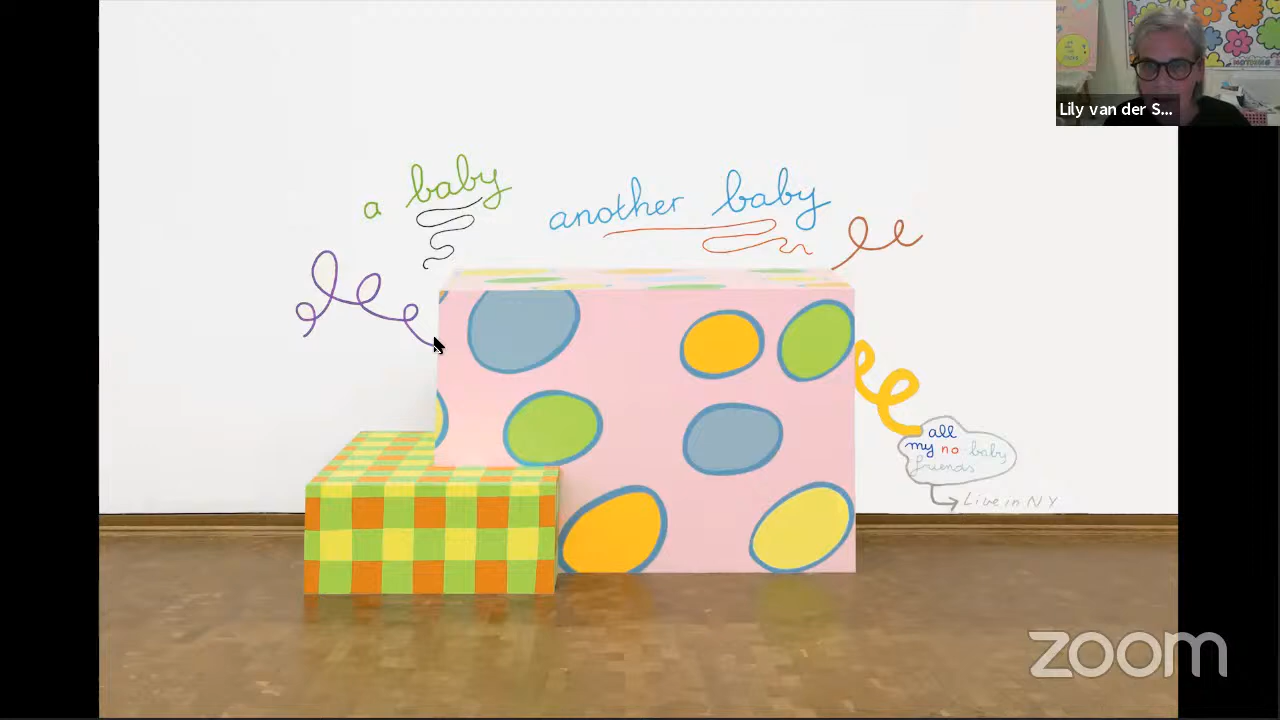 Lily van der S...
a baby
another baby
all
my no baby
friends
Live in NY
zoom